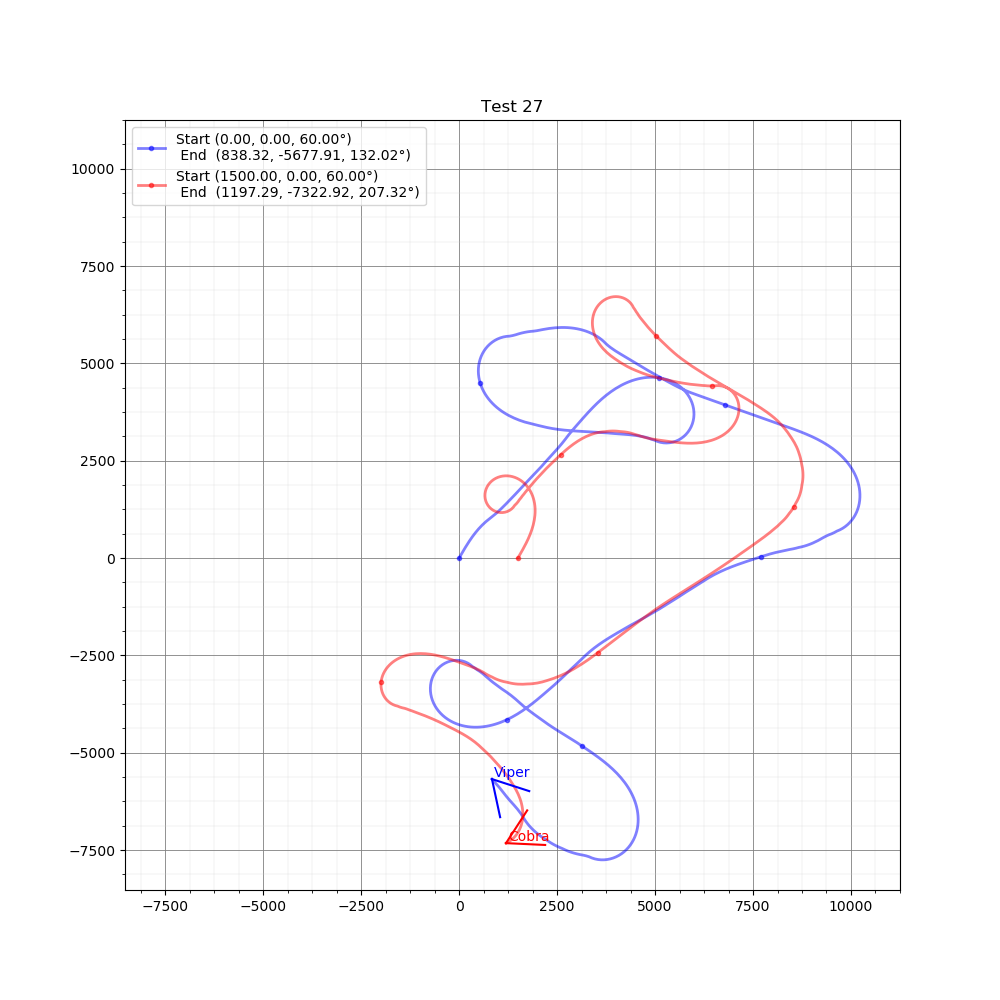 Test 27
Start (0.00, 0.00, 60.00°)
End  (838.32, -5677.91, 132.02°)
Start (1500.00, 0.00, 60.00°)
End  (1197.29, -7322.92, 207.32°)
10000
7500
5000
2500
0
−2500
−5000
−7500
Viper
Cobra
−7500
−5000
−2500
0
2500
5000
7500
10000